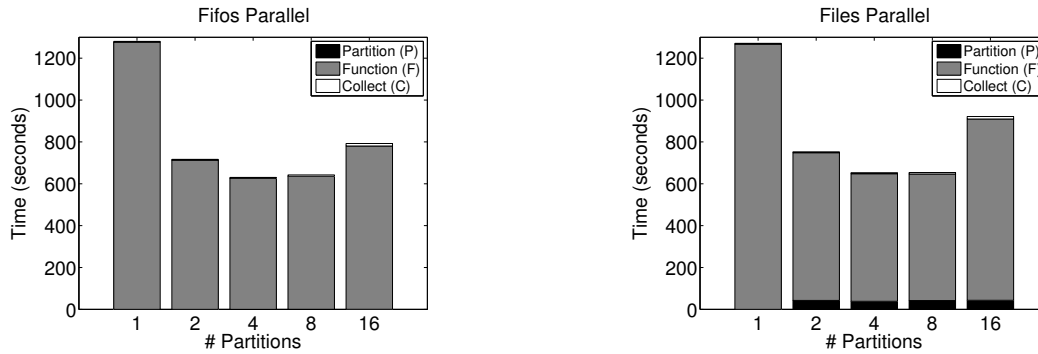 Fifos Parallel
1200
1000
800
600
400
200
0
Time (seconds)
Partition (P)
Function (F)
Collect (C)
1 2 4 8 16
# Partitions
Files Parallel
1200
1000
800
600
400
200
0
Time (seconds)
Partition (P)
Function (F)
Collect (C)
1 2 4 8 16
# Partitions